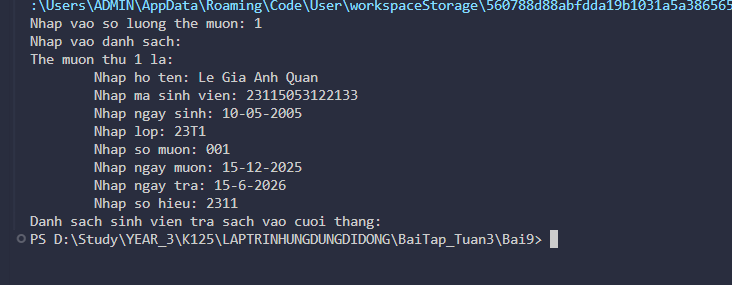 :\Users\ADMIN\AppData\Roaming\Code\User\workspaceStorage\560788d88abfdda19b1031a5a386565
Nhap vao so luong the muon: 1
Nhap vao danh sach:
The muon thu 1 la:
Nhap ho ten: Le Gia Anh Quan
Nhap ma sinh vien: 23115053122133
Nhap ngay sinh: 10-05-2005
Nhap lop: 23T1
Nhap so muon: 001
Nhap ngay muon: 15-12-2025
Nhap ngay tra: 15-6-2026
Nhap so hieu: 2311
Danh sach sinh vien tra sach vao cuoi thang:
PS D:\Study\YEAR_3\K125\LAPTRINHUNGDUNGDIDONG\BaiTap_Tuan3\Bai9>